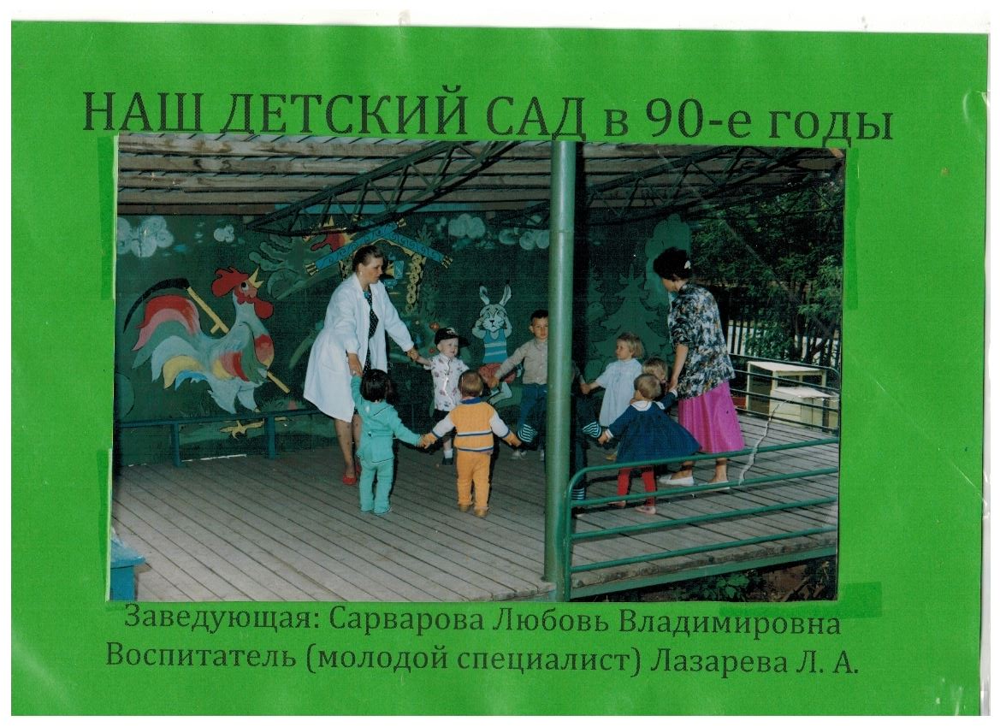 НАШ ДЕТСКИЙ САД в 90-е годы
Заведующая: Сарварова Любовь Владимировна
Воспитатель (молодой специалист) Лазарева Л. А.